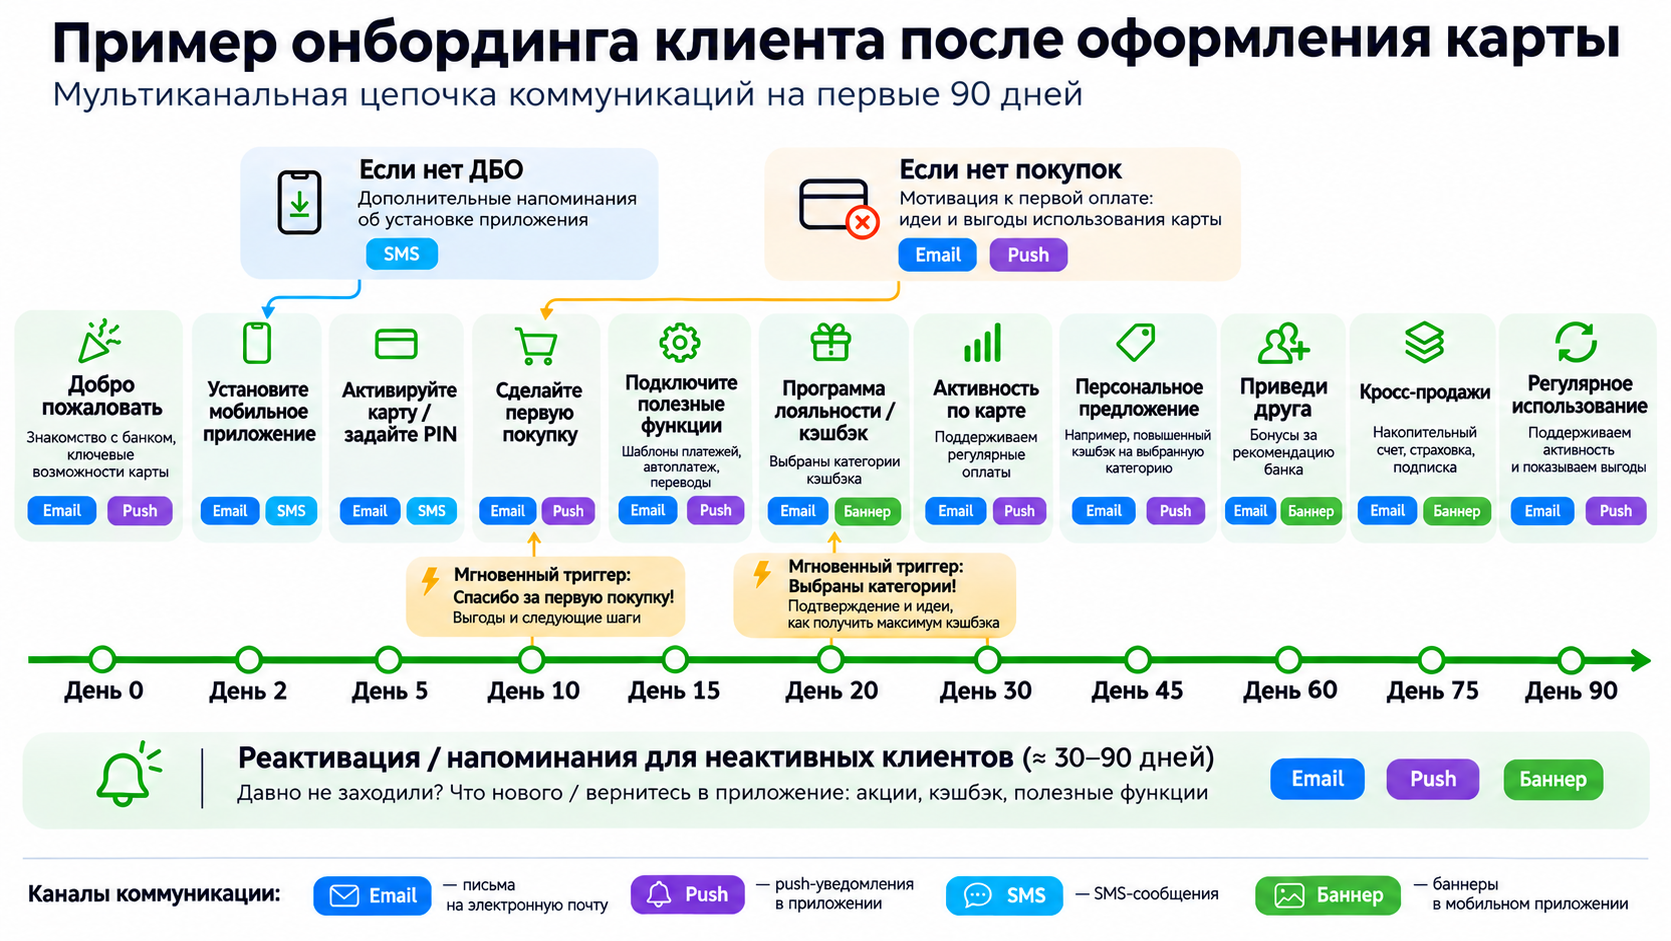 Пример онбординга клиента после оформления карты
Мультиканальная цепочка коммуникаций на первые 90 дней
Если нет ДБО
Дополнительные напоминания
об установке приложения
SMS
Если нет покупок
Мотивация к первой оплате:
идеи и выгоды использования карты
Email Push
Добро
пожаловать
Знакомство с банком,
ключевые
возможности карты
Email Push
Установите
мобильное
приложение
Email SMS
Активируйте
карту /
задайте PIN
Email SMS
Сделайте
первую
покупку
Email Push
Подключите
полезные
функции
Шаблоны платежей,
автоплатеж,
переводы
Email Push
Программа
лояльности /
кэшбэк
Выбраны категории
кэшбэка
Email Баннер
Активность
по карте
Поддерживаем
регулярные
оплаты
Email Push
Персональное
предложение
Например, повышенный
кэшбэк на выбранную
категорию
Email Push
Приведи
друга
Бонусы за
рекомендацию
банка
Email Баннер
Кросс-продажи
Накопительный
счет, страховка,
подписка
Email Баннер
Регулярное
использование
Поддерживаем
активность
и показываем выгоды
Email Push
Мгновенный триггер:
Спасибо за первую покупку!
Выгоды и следующие шаги
Мгновенный триггер:
Выбраны категории!
Подтверждение и идеи,
как получить максимум кэшбэка
День 0 День 2 День 5 День 10 День 15 День 20 День 30 День 45 День 60 День 75 День 90
Реактивация / напоминания для неактивных клиентов (≈ 30–90 дней)
Давно не заходили? Что нового / вернитесь в приложение: акции, кэшбэк, полезные функции
Email Push Баннер
Каналы коммуникации:
Email
— письма
на электронную почту
Push
— push-уведомления
в приложении
SMS
— SMS-сообщения
Баннер
— баннеры
в мобильном приложении